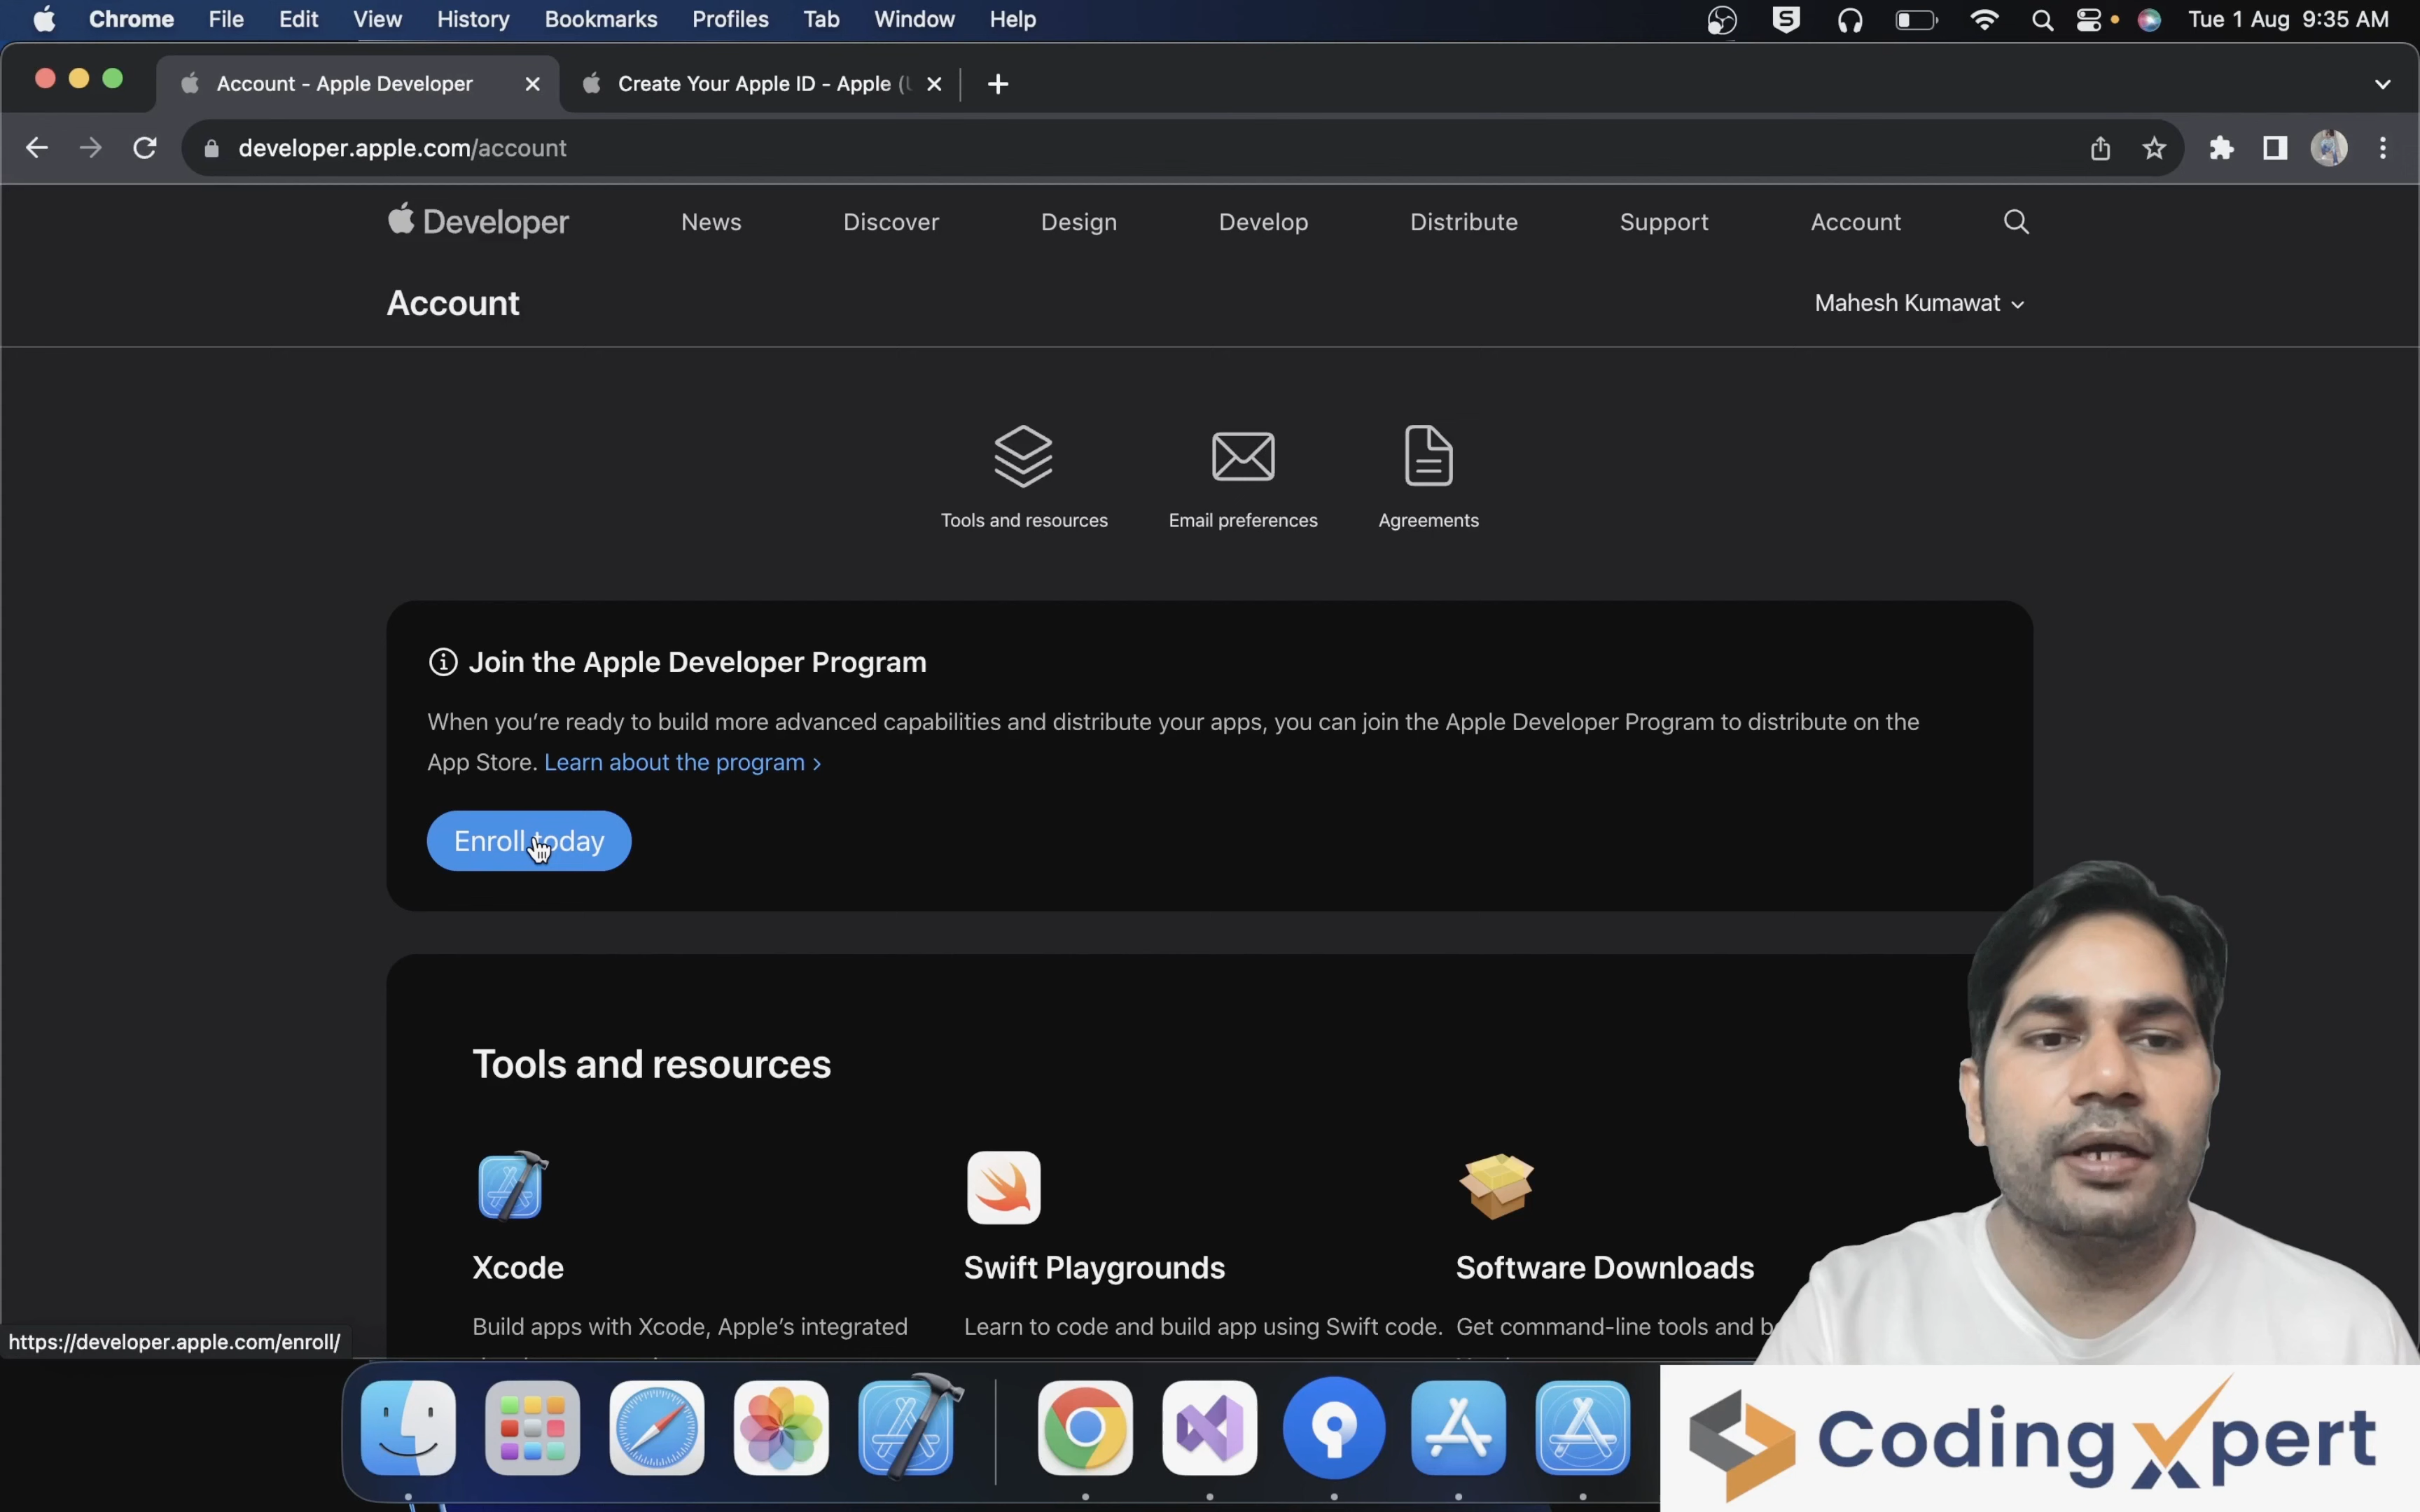 Chrome File Edit View History Bookmarks Profiles Tab Window Help Tue 1 Aug 9:35 AM
Account - Apple Developer Create Your Apple ID - Apple
developer.apple.com/account
Developer News Discover Design Develop Distribute Support Account
Account Mahesh Kumawat
Tools and resources Email preferences Agreements
Join the Apple Developer Program
When you’re ready to build more advanced capabilities and distribute your apps, you can join the Apple Developer Program to distribute on the
App Store. Learn about the program ›
Enroll today
Tools and resources
Xcode Swift Playgrounds Software Downloads
Build apps with Xcode, Apple’s integrated Learn to code and build app using Swift code. Get command-line tools and
https://developer.apple.com/enroll/
CodingXpert